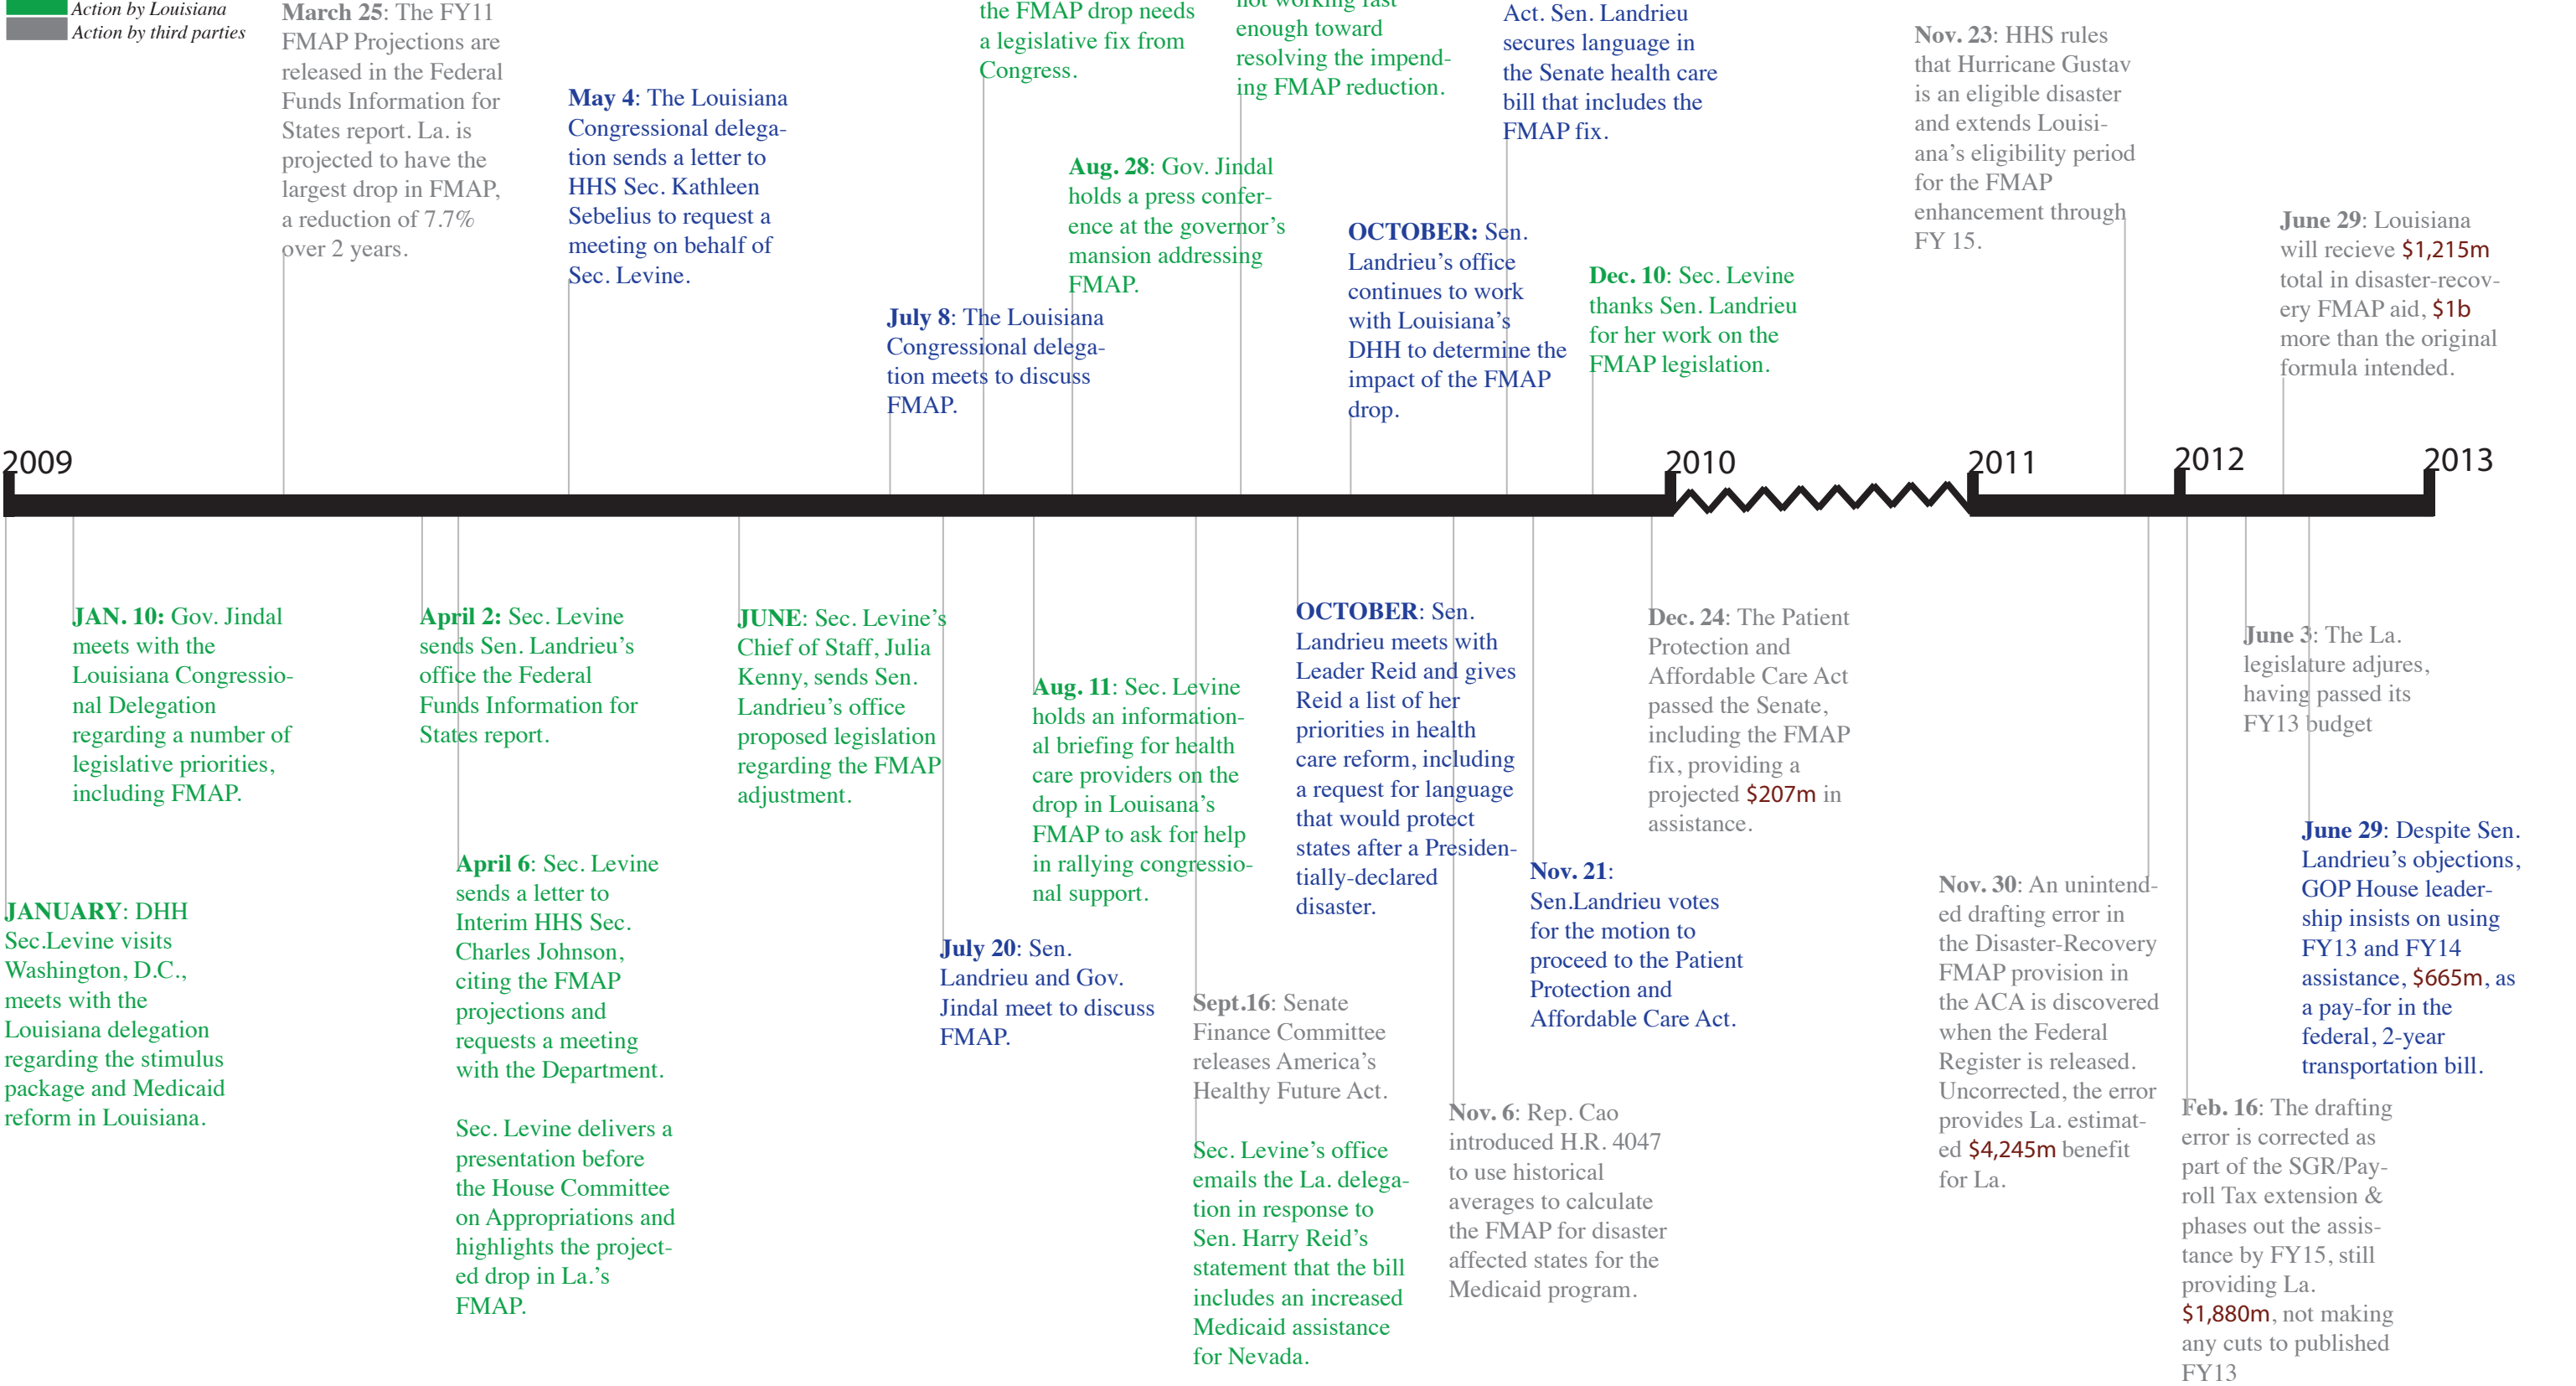 Action by Louisiana
Action by third parties
March 25: The FY11
FMAP Projections are
released in the Federal
Funds Information for
States report. La. is
projected to have the
largest drop in FMAP,
a reduction of 7.7%
over 2 years.
May 4: The Louisiana
Congressional delega-
tion sends a letter to
HHS Sec. Kathleen
Sebelius to request a
meeting on behalf of
Sec. Levine.
July 8: The Louisiana
Congressional delega-
tion meets to discuss
FMAP.
the FMAP drop needs
a legislative fix from
Congress.
Aug. 28: Gov. Jindal
holds a press confer-
ence at the governor’s
mansion addressing
FMAP.
not working fast
enough toward
resolving the impend-
ing FMAP reduction.
OCTOBER: Sen.
Landrieu’s office
continues to work
with Louisiana’s
DHH to determine the
impact of the FMAP
drop.
Act. Sen. Landrieu
secures language in
the Senate health care
bill that includes the
FMAP fix.
Dec. 10: Sec. Levine
thanks Sen. Landrieu
for her work on the
FMAP legislation.
Nov. 23: HHS rules
that Hurricane Gustav
is an eligible disaster
and extends Louisi-
ana’s eligibility period
for the FMAP
enhancement through
FY 15.
June 29: Louisiana
will recieve $1,215m
total in disaster-recov-
ery FMAP aid, $1b
more than the original
formula intended.
2009
2010
2011
2012
2013
JANUARY: DHH
Sec.Levine visits
Washington, D.C.,
meets with the
Louisiana delegation
regarding the stimulus
package and Medicaid
reform in Louisiana.
JAN. 10: Gov. Jindal
meets with the
Louisiana Congressio-
nal Delegation
regarding a number of
legislative priorities,
including FMAP.
April 2: Sec. Levine
sends Sen. Landrieu’s
office the Federal
Funds Information for
States report.
April 6: Sec. Levine
sends a letter to
Interim HHS Sec.
Charles Johnson,
citing the FMAP
projections and
requests a meeting
with the Department.
Sec. Levine delivers a
presentation before
the House Committee
on Appropriations and
highlights the project-
ed drop in La.’s
FMAP.
JUNE: Sec. Levine’s
Chief of Staff, Julia
Kenny, sends Sen.
Landrieu’s office
proposed legislation
regarding the FMAP
adjustment.
July 20: Sen.
Landrieu and Gov.
Jindal meet to discuss
FMAP.
Aug. 11: Sec. Levine
holds an information-
al briefing for health
care providers on the
drop in Louisana’s
FMAP to ask for help
in rallying congressio-
nal support.
Sept.16: Senate
Finance Committee
releases America’s
Healthy Future Act.
Sec. Levine’s office
emails the La. delega-
tion in response to
Sen. Harry Reid’s
statement that the bill
includes an increased
Medicaid assistance
for Nevada.
OCTOBER: Sen.
Landrieu meets with
Leader Reid and gives
Reid a list of her
priorities in health
care reform, including
a request for language
that would protect
states after a Presiden-
tially-declared
disaster.
Nov. 6: Rep. Cao
introduced H.R. 4047
to use historical
averages to calculate
the FMAP for disaster
affected states for the
Medicaid program.
Nov. 21:
Sen.Landrieu votes
for the motion to
proceed to the Patient
Protection and
Affordable Care Act.
Dec. 24: The Patient
Protection and
Affordable Care Act
passed the Senate,
including the FMAP
fix, providing a
projected $207m in
assistance.
Nov. 30: An unintend-
ed drafting error in
the Disaster-Recovery
FMAP provision in
the ACA is discovered
when the Federal
Register is released.
Uncorrected, the error
provides La. estimat-
ed $4,245m benefit
for La.
Feb. 16: The drafting
error is corrected as
part of the SGR/Pay-
roll Tax extension &
phases out the assis-
tance by FY15, still
providing La.
$1,880m, not making
any cuts to published
FY13
June 3: The La.
legislature adjures,
having passed its
FY13 budget
June 29: Despite Sen.
Landrieu’s objections,
GOP House leader-
ship insists on using
FY13 and FY14
assistance, $665m, as
a pay-for in the
federal, 2-year
transportation bill.